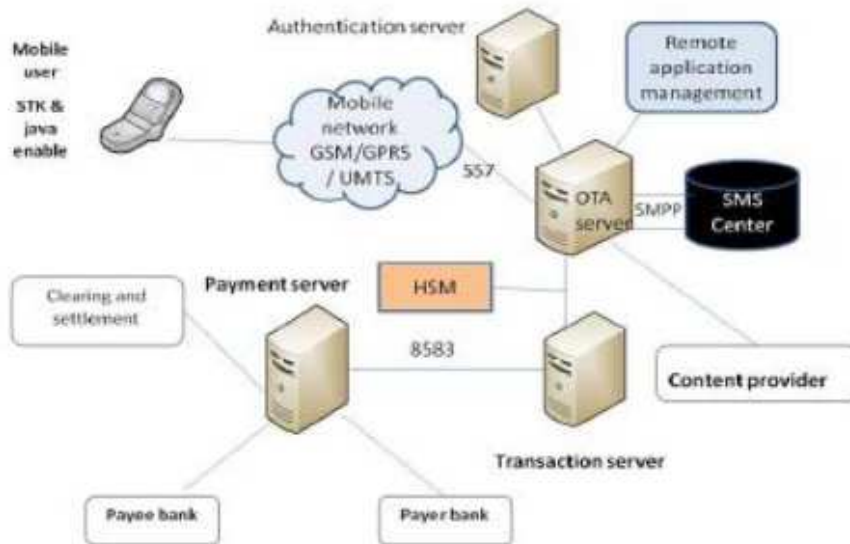 Authentication server
Remote
application
management
Mobile
user
STK &
java
enable
Mobile
network
GSM/GPRS
/ UMTS
SS7
OTA
server
SMPP
SMS
Center
Clearing and
settlement
Payment server
HSM
8583
Content provider
Transaction server
Payee bank
Payer bank